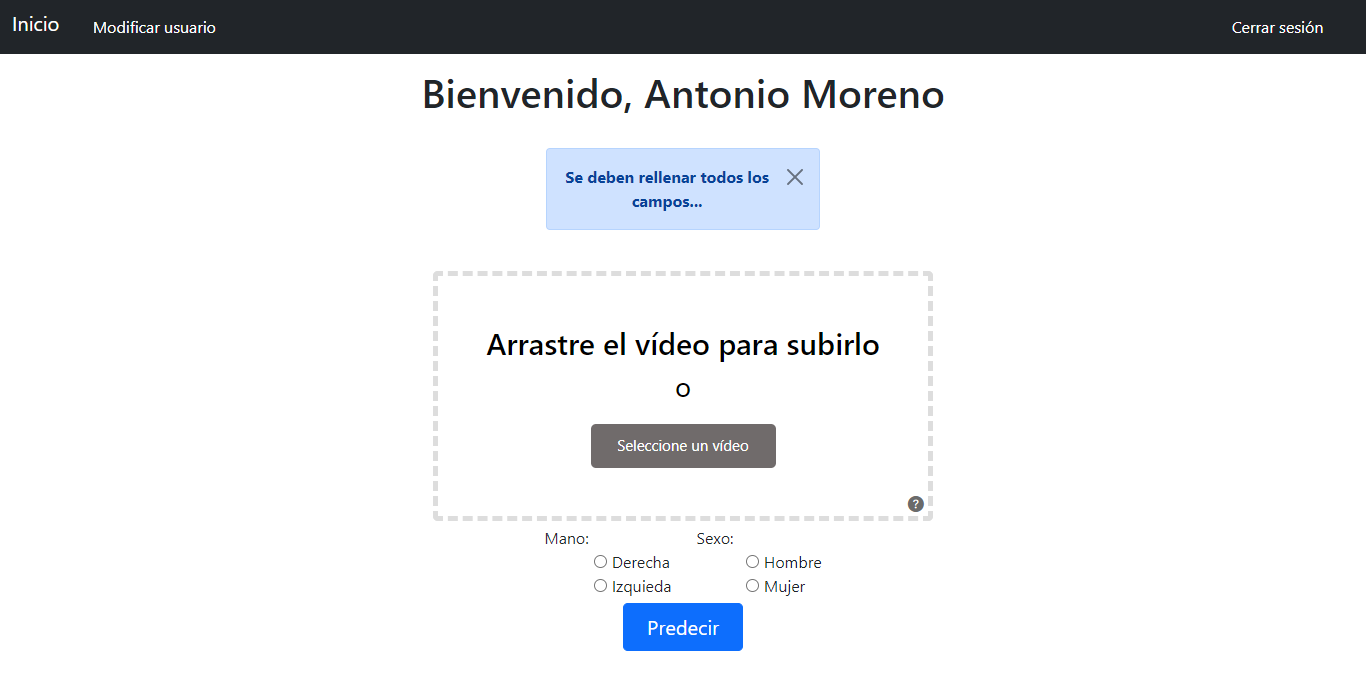 Inicio Modificar usuario Cerrar sesión
Bienvenido, Antonio Moreno
Se deben rellenar todos los
campos...
Arrastre el vídeo para subirlo
o
Seleccione un vídeo
?
Mano: Sexo:
Derecha Hombre
Izquieda Mujer
Predecir